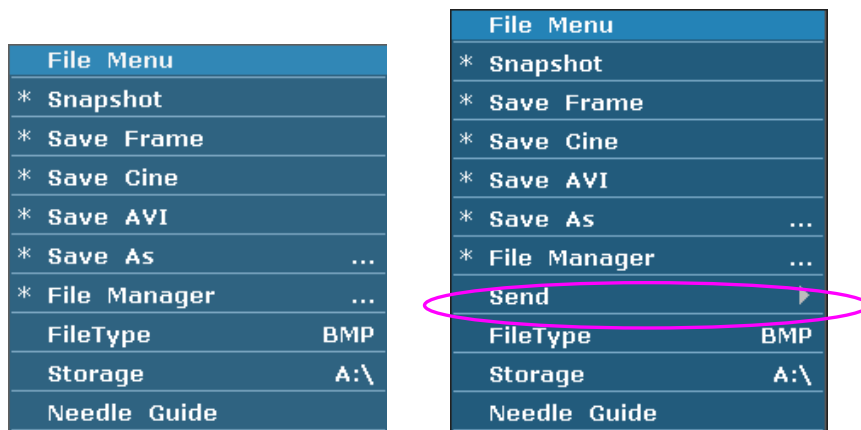 File Menu
* Snapshot
* Save Frame
* Save Cine
* Save AVI
* Save As ...
* File Manager ...
FileType BMP
Storage A:\
Needle Guide
File Menu
* Snapshot
* Save Frame
* Save Cine
* Save AVI
* Save As ...
* File Manager ...
Send
FileType BMP
Storage A:\
Needle Guide